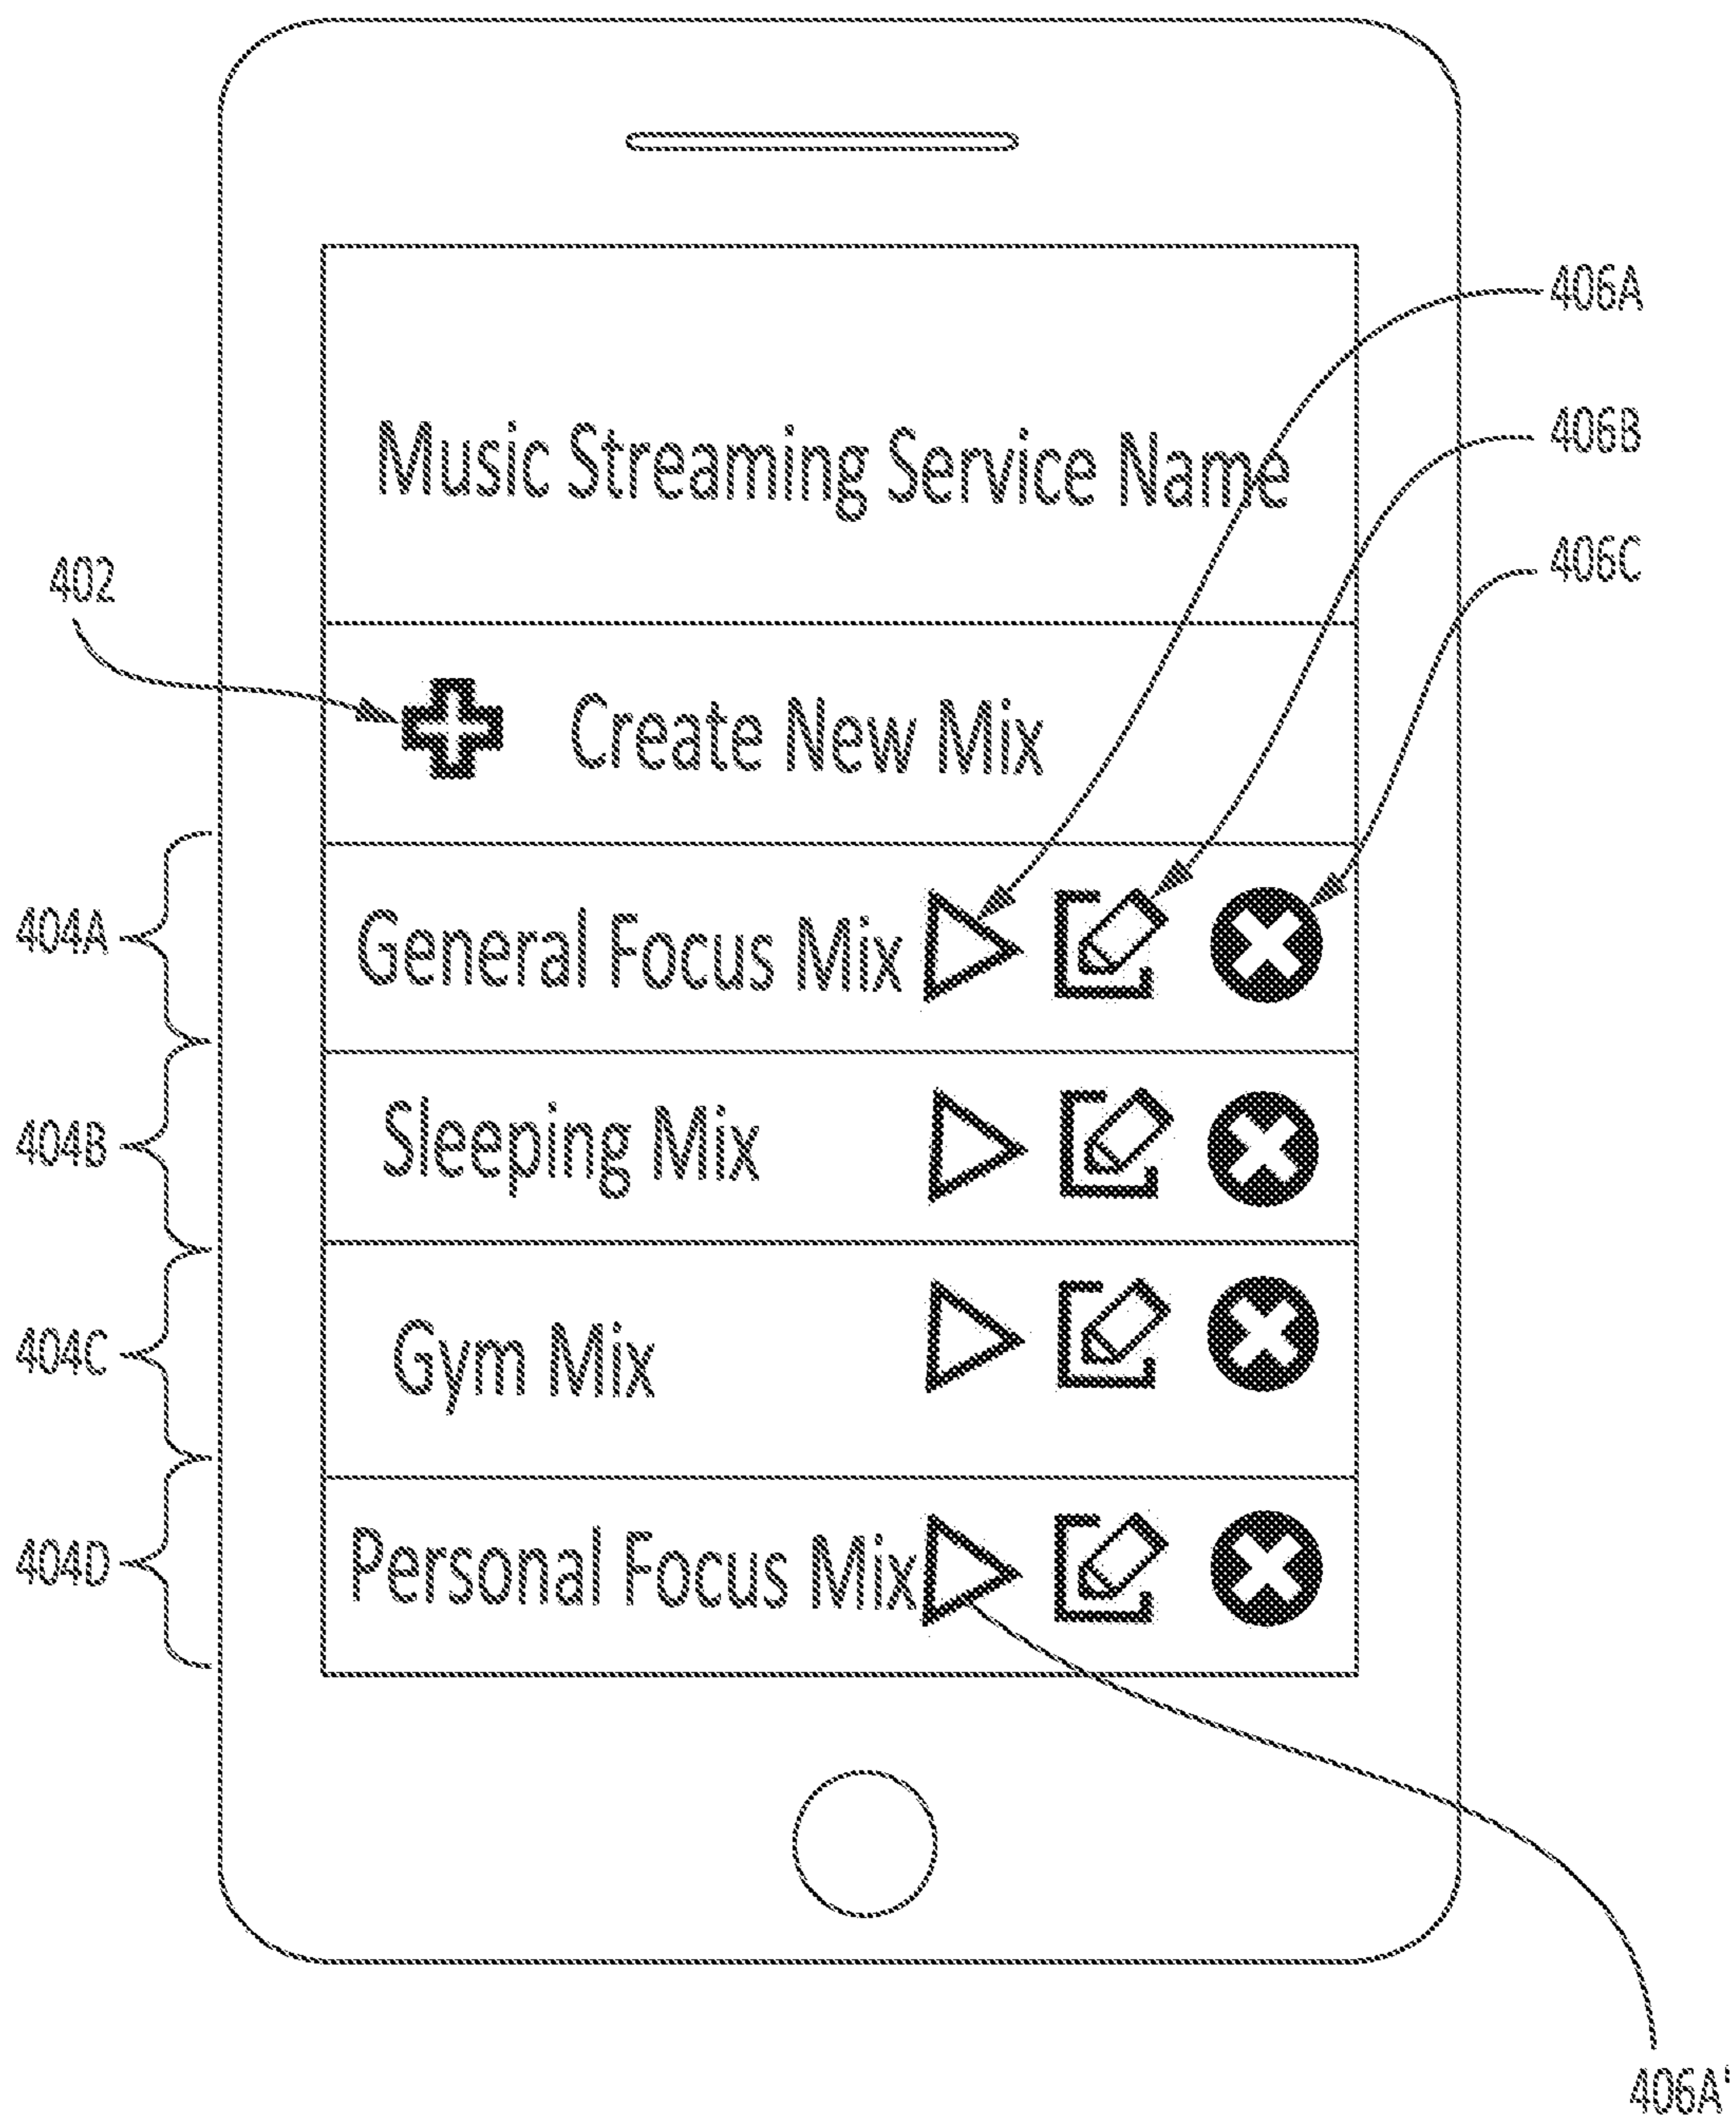 406A
Music Streaming Service Name
406B
402
406C
Create New Mix
404A
General Focus Mix
404B
Sleeping Mix
404C
Gym Mix
404D
Personal Focus Mix
406A'